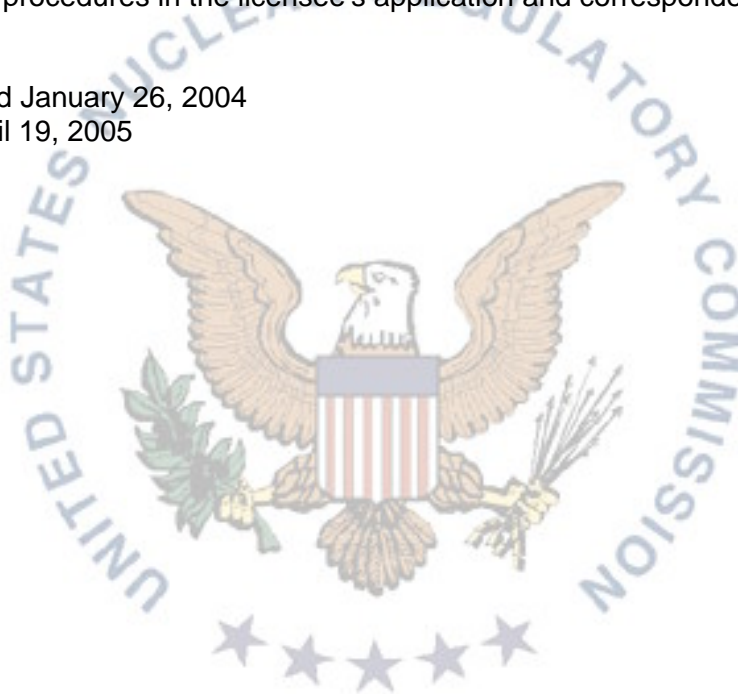 procedures in the licensee's application and corresponde
d January 26, 2004
il 19, 2005
UNITED STATES NUCLEAR REGULATORY COMMISSION